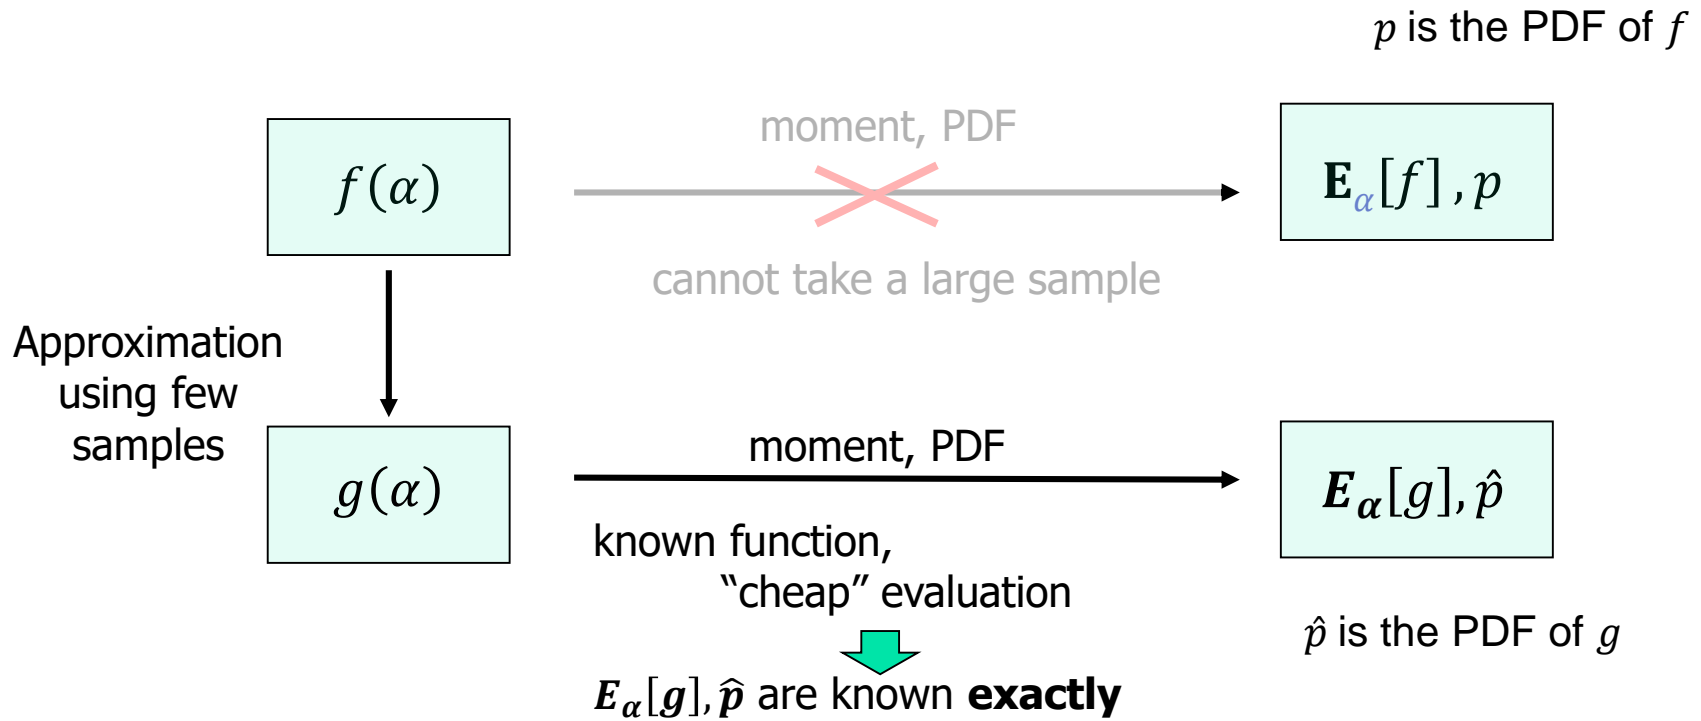 p is the PDF of f
moment, PDF
f(α)
𝐄_α[f] , p
cannot take a large sample
Approximation
using few
samples
moment, PDF
g(α)
𝑬_𝜶[g], p̂
known function,
“cheap” evaluation
p̂ is the PDF of g
𝑬_𝜶[𝒈], 𝒑̂ are known exactly